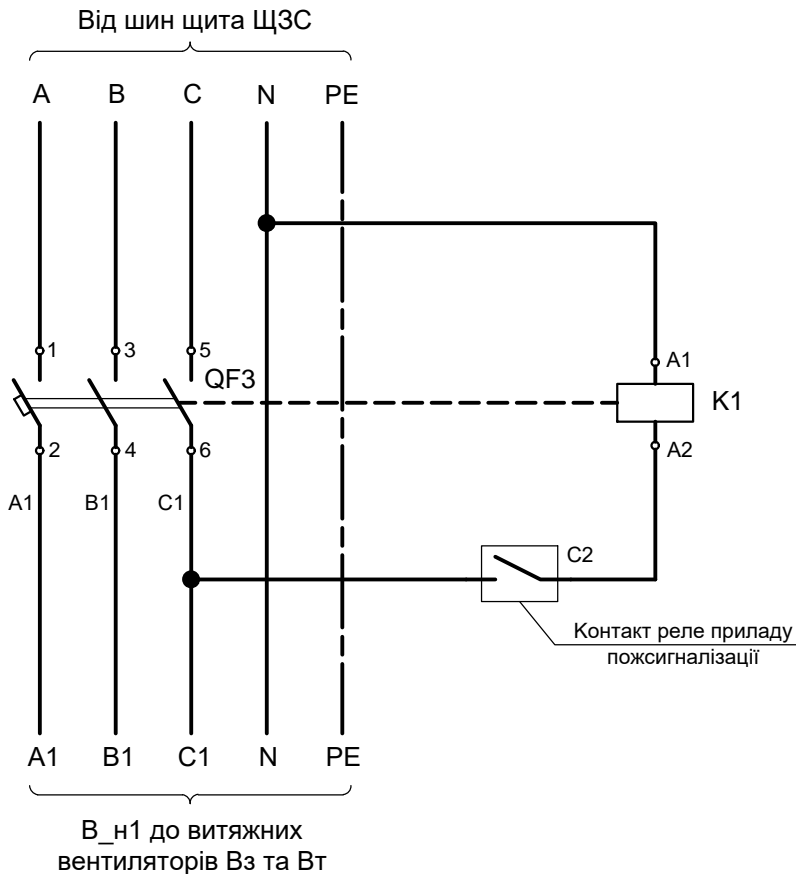 Від шин щита ЩЗС
A B C N PE
1 3 5
QF3
A1
K1
2 4 6
A2
A1 B1 C1
C2
Контакт реле приладу
пожсигналізації
A1 B1 C1 N PE
В_н1 до витяжних
вентиляторів Вз та Вт